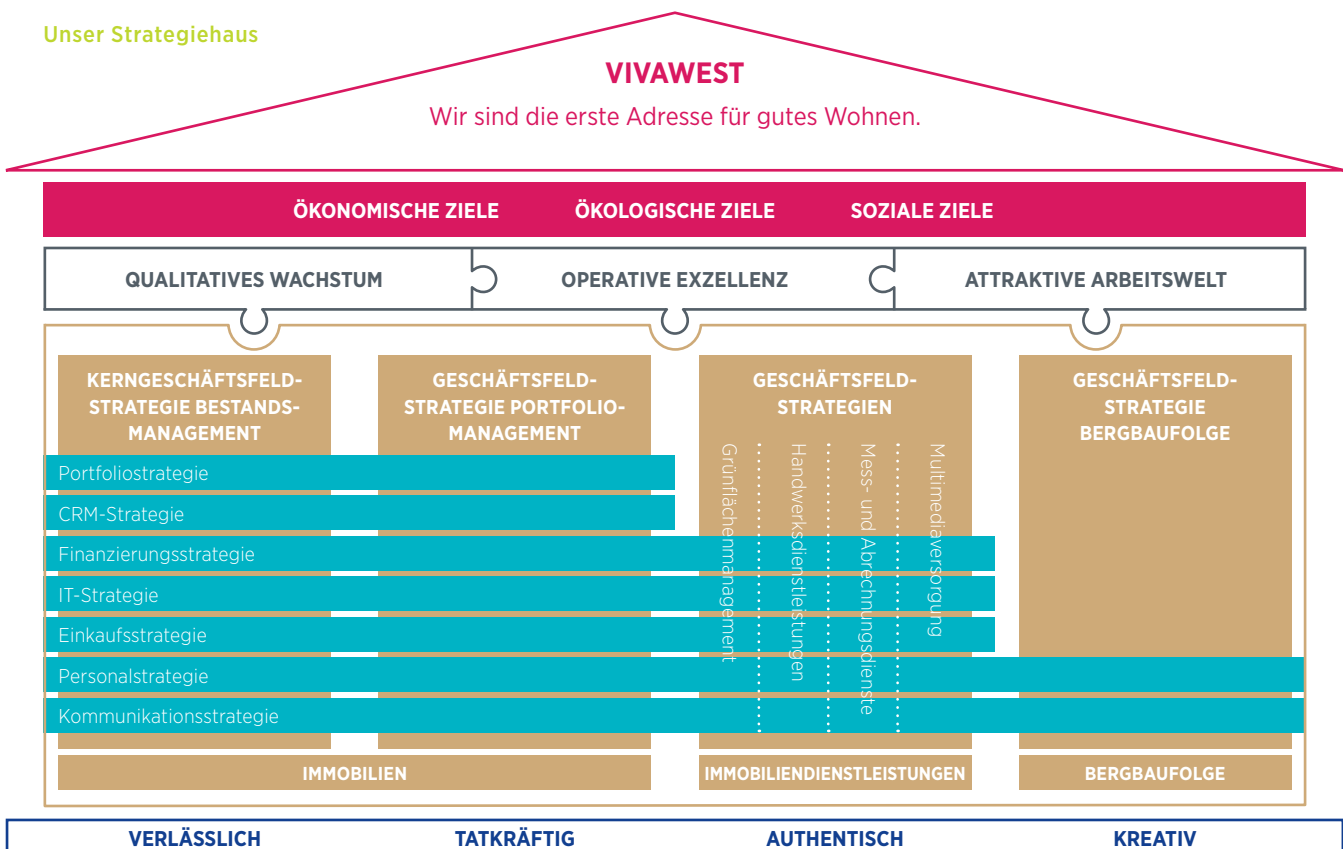 Unser Strategiehaus
VIVAWEST
Wir sind die erste Adresse für gutes Wohnen.
ÖKONOMISCHE ZIELE ÖKOLOGISCHE ZIELE SOZIALE ZIELE
QUALITATIVES WACHSTUM OPERATIVE EXZELLENZ ATTRAKTIVE ARBEITSWELT
KERNGESCHÄFTSFELD-
STRATEGIE BESTANDS-
MANAGEMENT
GESCHÄFTSFELD-
STRATEGIE PORTFOLIO-
MANAGEMENT
GESCHÄFTSFELD-
STRATEGIEN
GESCHÄFTSFELD-
STRATEGIE
BERGBAUFOLGE
Grünflächenmanagement
Handwerksdienstleistungen
Mess- und Abrechnungsdienste
Multimediaversorgung
Portfoliostrategie
CRM-Strategie
Finanzierungsstrategie
IT-Strategie
Einkaufsstrategie
Personalstrategie
Kommunikationsstrategie
IMMOBILIEN IMMOBILIENDIENSTLEISTUNGEN BERGBAUFOLGE
VERLÄSSLICH TATKRÄFTIG AUTHENTISCH KREATIV